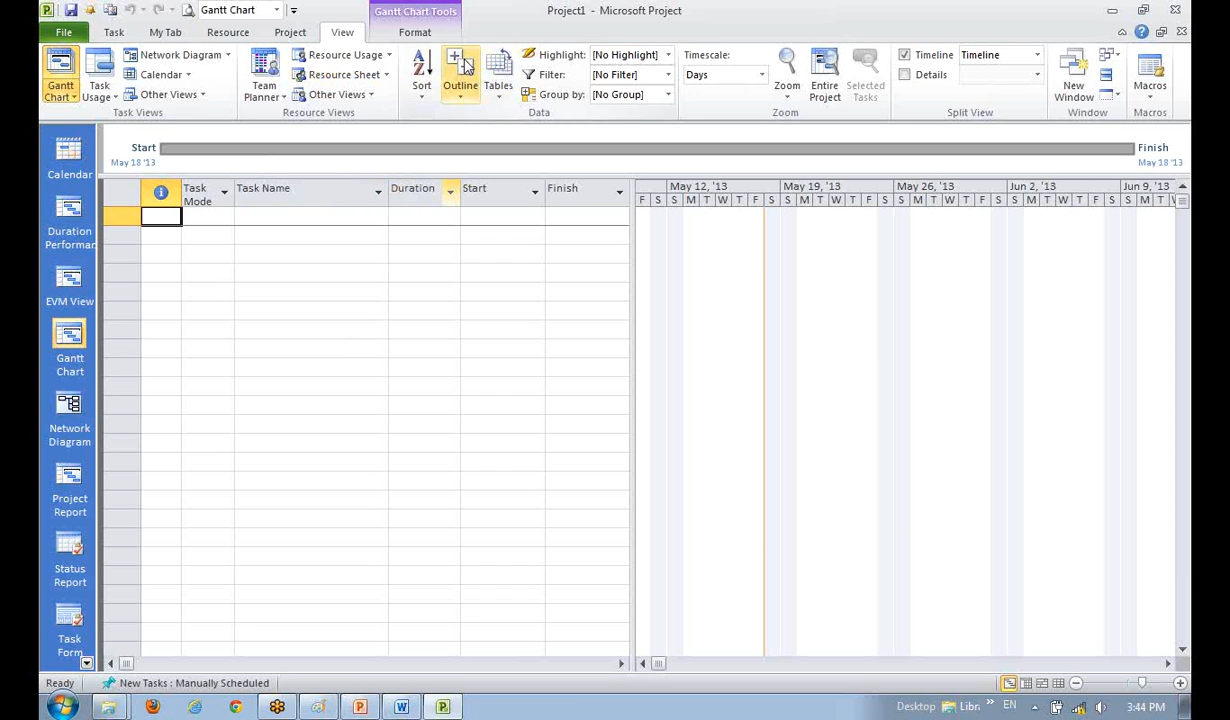 Gantt Chart
Gantt Chart Tools
Project1 - Microsoft Project
File
Task
My Tab
Resource
Project
View
Format
Gantt Chart
Task Usage
Network Diagram
Calendar
Other Views
Task Views
Team Planner
Resource Usage
Resource Sheet
Other Views
Resource Views
Sort
Outline
Tables
Highlight: [No Highlight]
Filter: [No Filter]
Group by: [No Group]
Data
Timescale:
Days
Zoom
Entire Project
Selected Tasks
Zoom
Timeline Timeline
Details
Split View
New Window
Window
Macros
Macros
Start
May 18 '13
Finish
May 18 '13
Calendar
Duration Performan
EVM View
Gantt Chart
Network Diagram
Project Report
Status Report
Task Form
Task Mode
Task Name
Duration
Start
Finish
May 12, '13
May 19, '13
May 26, '13
Jun 2, '13
Jun 9, '13
F S S M T W T F S S M T W T F S S M T W T F S S M T W T F S S M T W
Ready
New Tasks : Manually Scheduled
Desktop
Libra
EN
3:44 PM